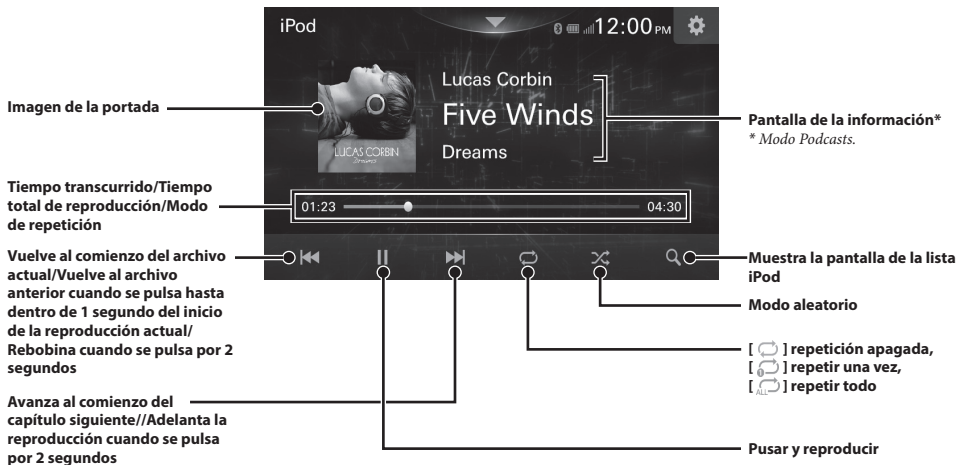 iPod
12:00 PM
Lucas Corbin
Five Winds
Dreams
LUCAS CORBIN
Dreams
01:23
04:30
Imagen de la portada
Tiempo transcurrido/Tiempo
total de reproducción/Modo
de repetición
Vuelve al comienzo del archivo
actual/Vuelve al archivo
anterior cuando se pulsa hasta
dentro de 1 segundo del inicio
de la reproducción actual/
Rebobina cuando se pulsa por 2
segundos
Avanza al comienzo del
capítulo siguiente//Adelanta la
reproducción cuando se pulsa
por 2 segundos
Pantalla de la información*
* Modo Podcasts.
Muestra la pantalla de la lista
iPod
Modo aleatorio
[ ] repetición apagada,
[ 1 ] repetir una vez,
[ ALL ] repetir todo
Pusar y reproducir